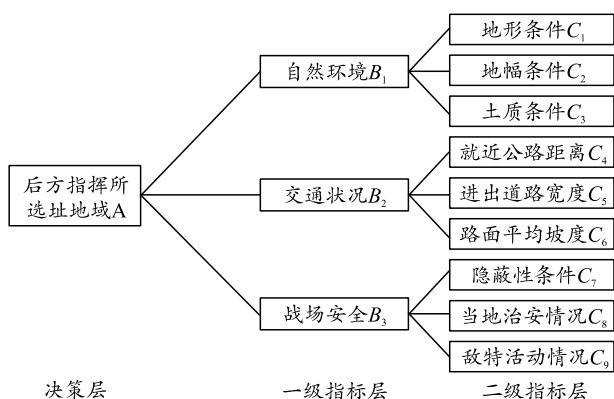 地形条件C₁
自然环境B₁
地幅条件C₂
土质条件C₃
就近公路距离C₄
后方指挥所
选址地域A
交通状况B₂
进出道路宽度C₅
路面平均坡度C₆
隐蔽性条件C₇
战场安全B₃
当地治安情况C₈
敌特活动情况C₉
决策层
一级指标层
二级指标层